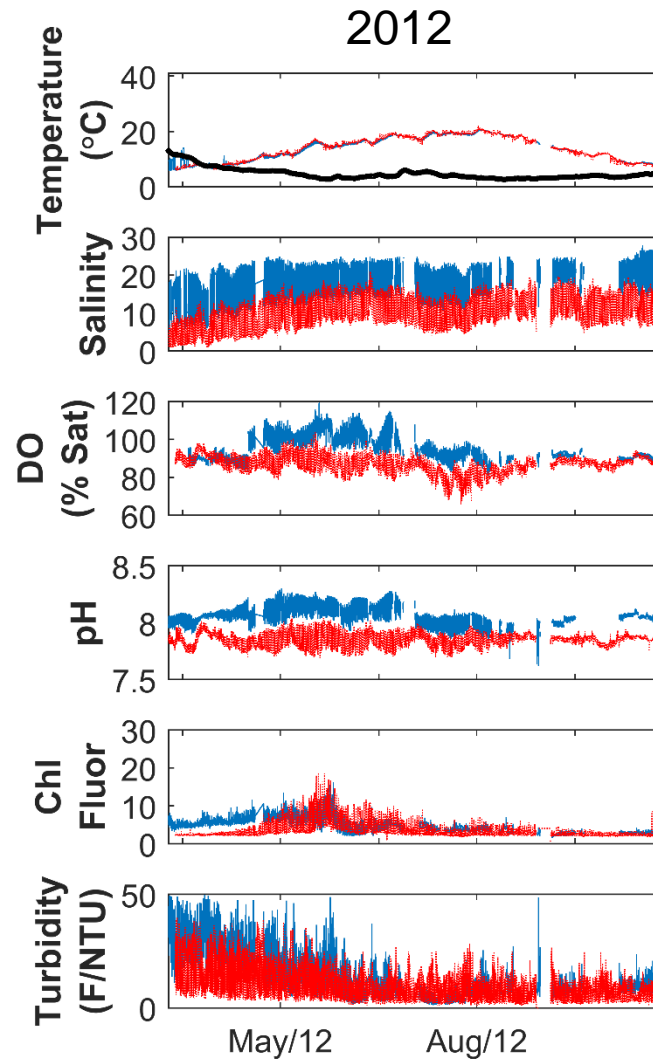 2012
Temperature
(°C)
40
20
0
Salinity
30
20
10
0
DO
(% Sat)
120
100
80
60
pH
8.5
8
7.5
Chl
Fluor
30
20
10
0
Turbidity
(F/NTU)
50
0
May/12 Aug/12